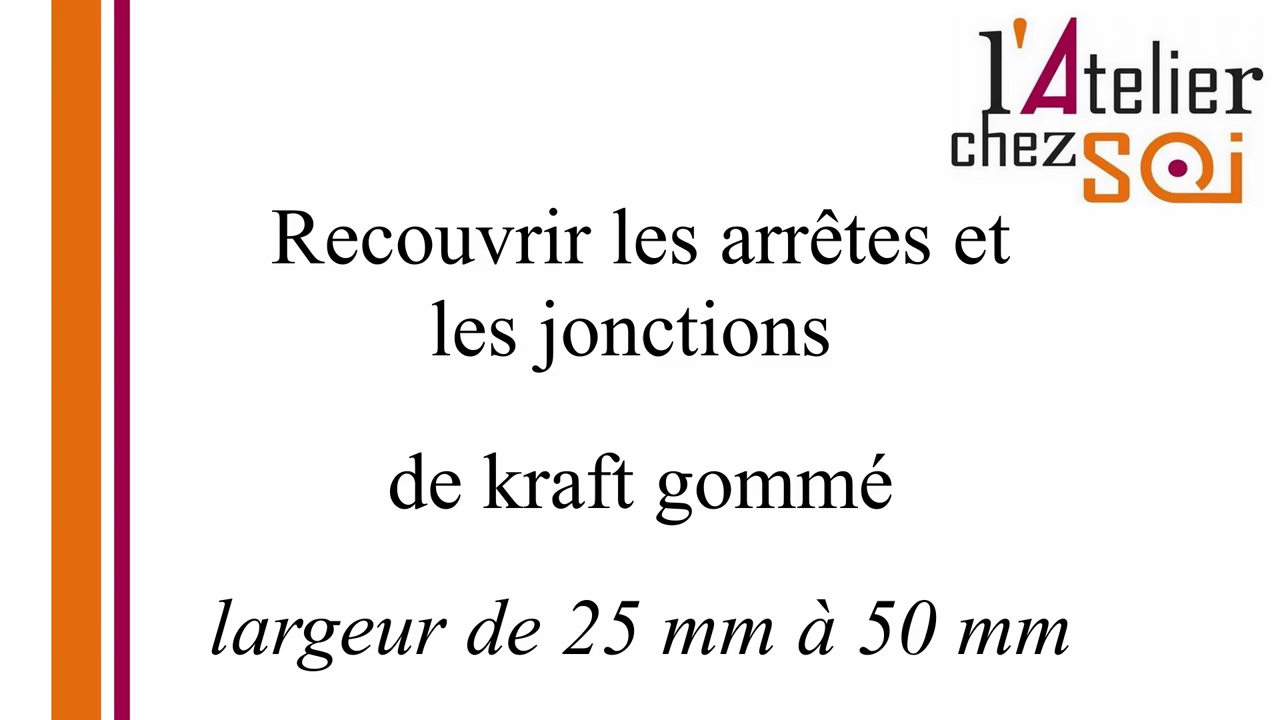 l'Atelier
chez Soi
Recouvrir les arrêtes et
les jonctions
de kraft gommé
largeur de 25 mm à 50 mm